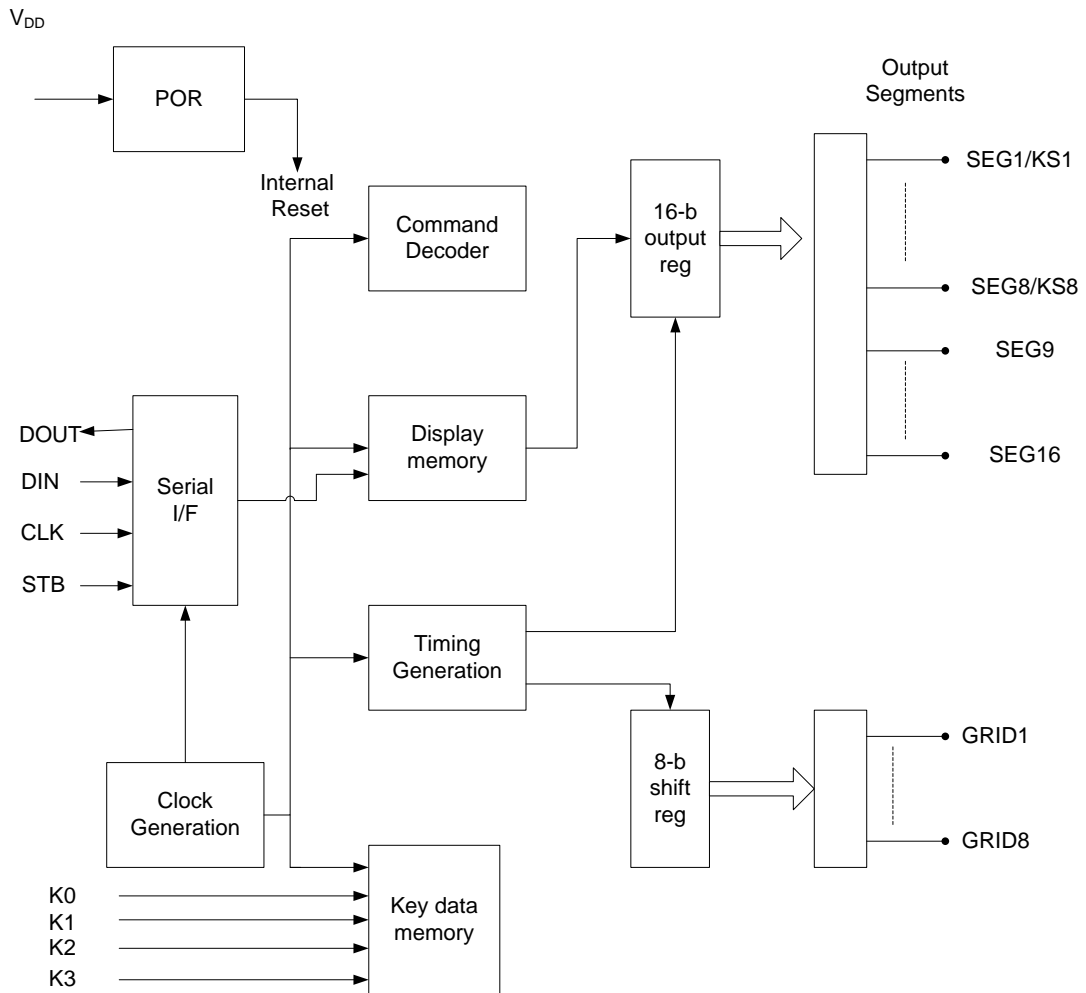 VDD
POR
Internal
Reset
Output
Segments
Command
Decoder
16-b
output
reg
SEG1/KS1
SEG8/KS8
SEG9
SEG16
DOUT
DIN
CLK
STB
Serial
I/F
Display
memory
Timing
Generation
Clock
Generation
8-b
shift
reg
GRID1
GRID8
K0
K1
K2
K3
Key data
memory